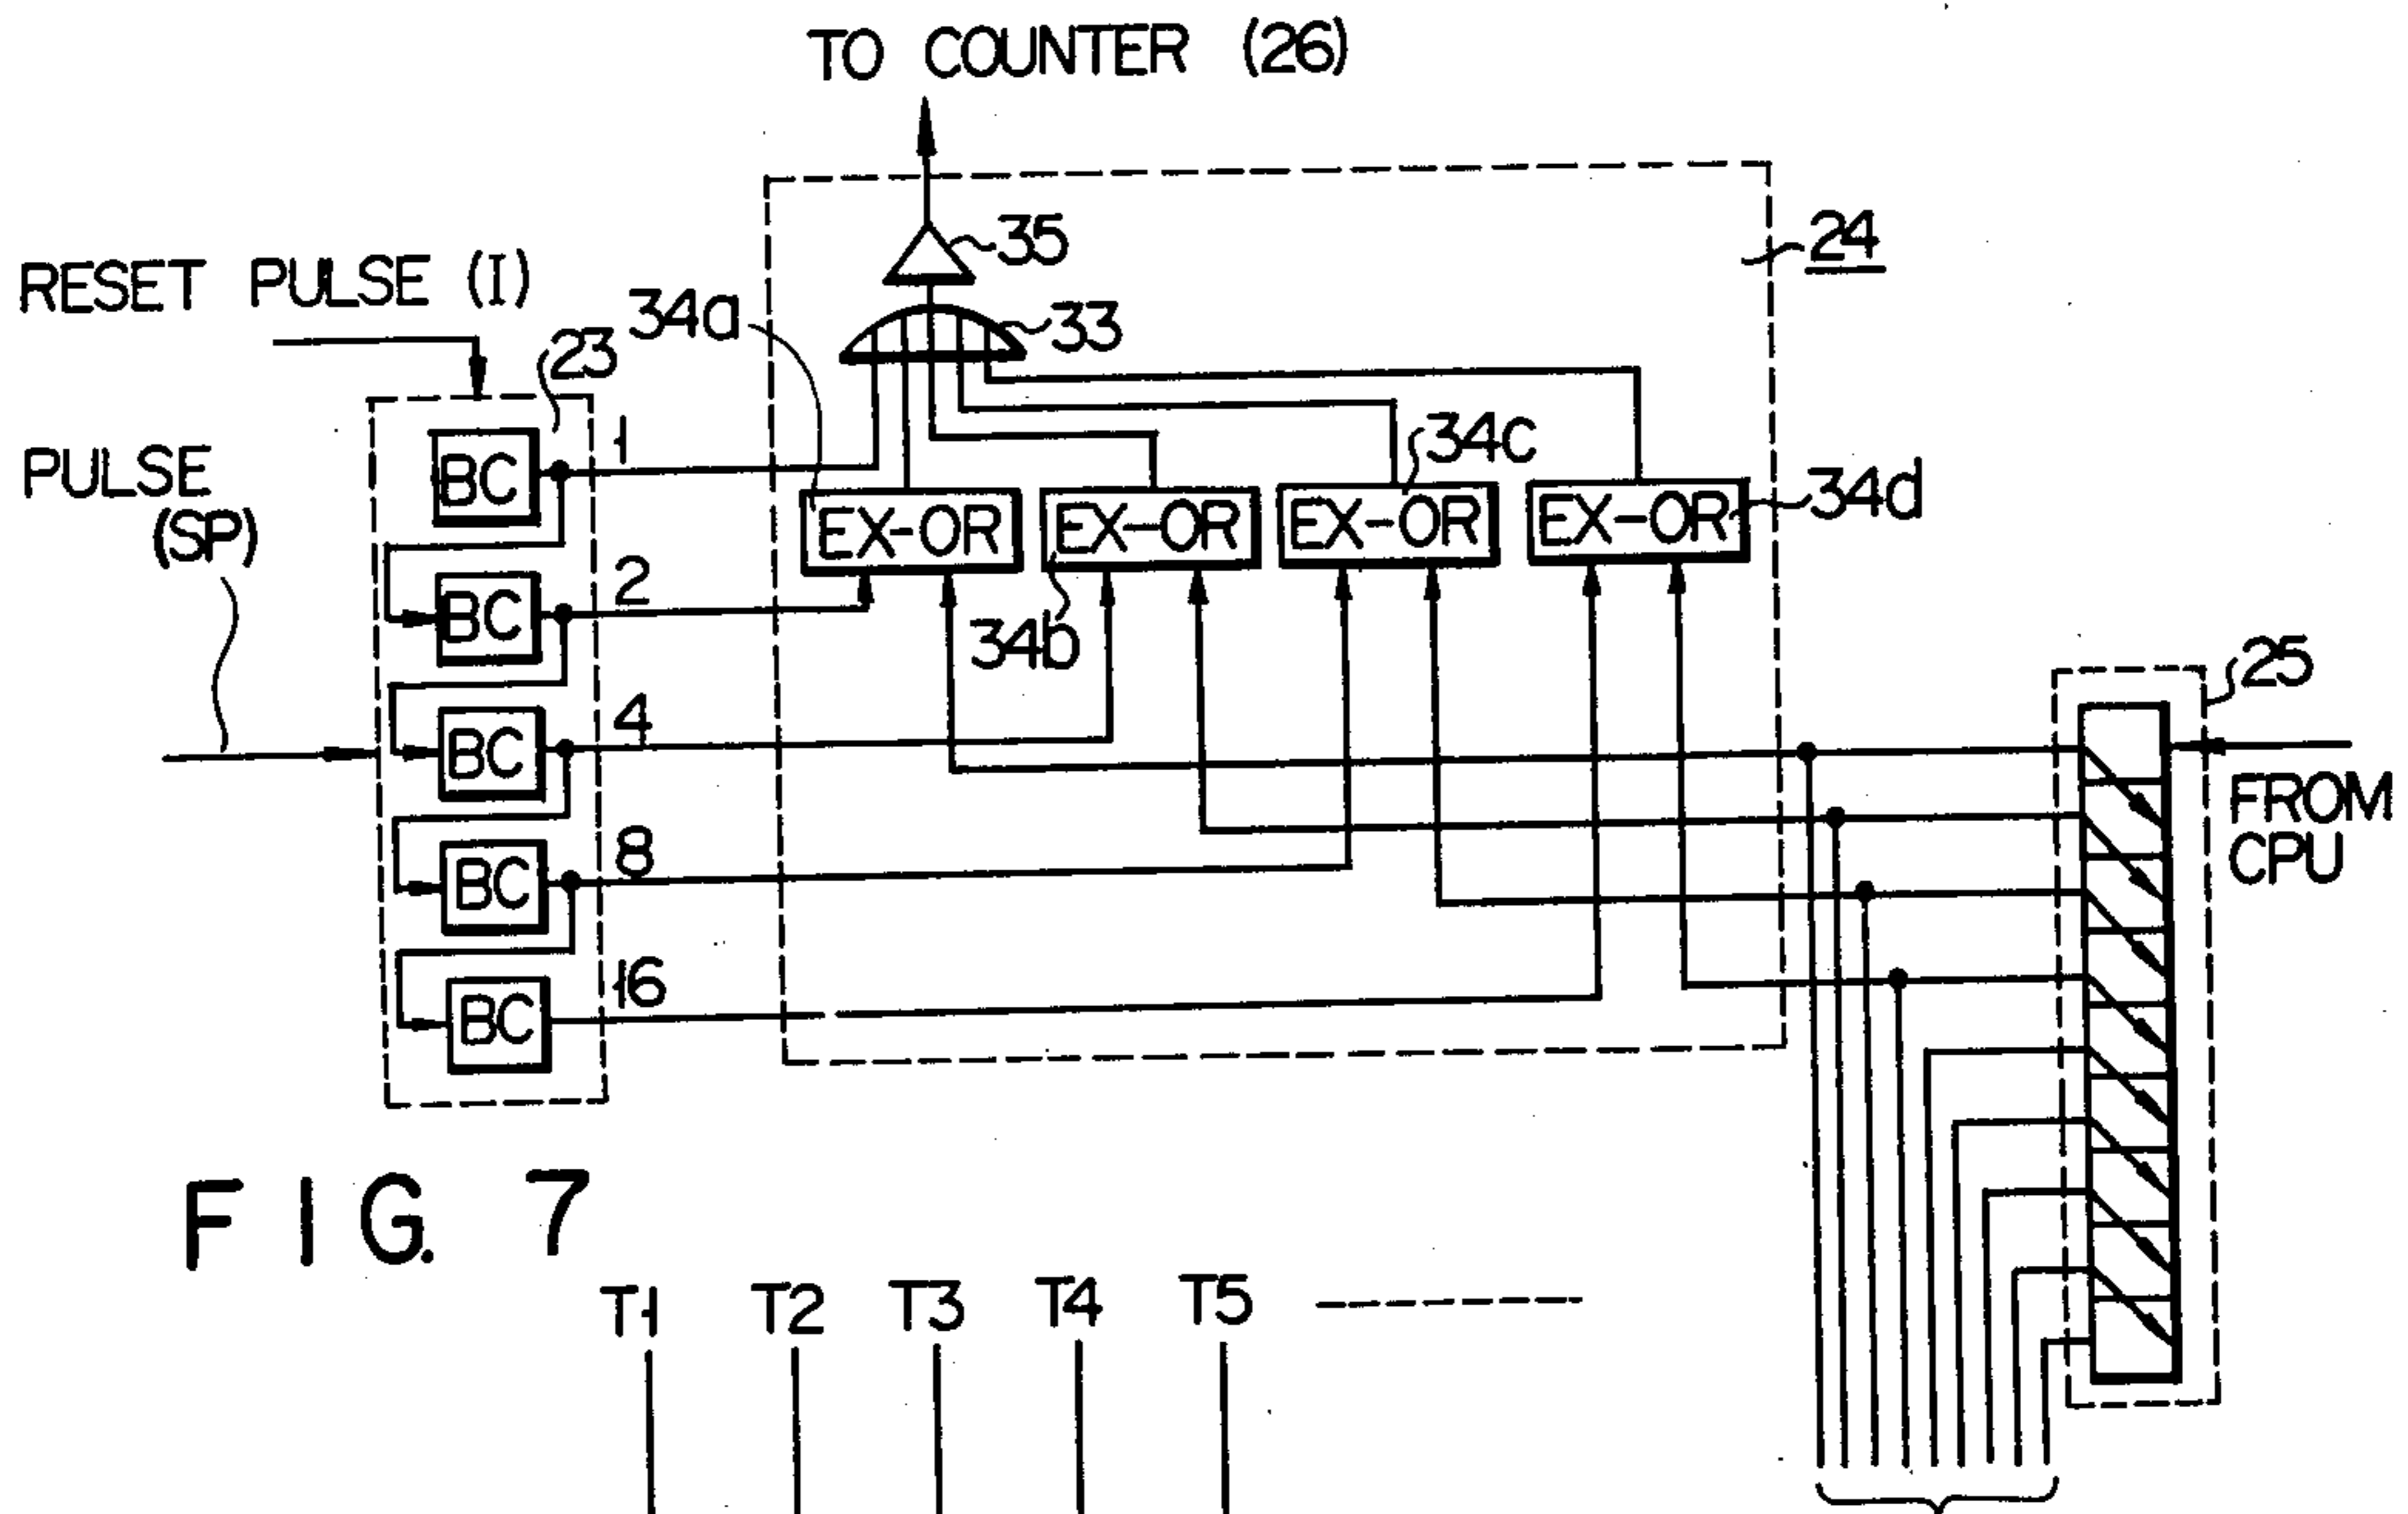 TO COUNTER (26)
35
24
RESET PULSE (I)
34a
33
23
1
34c
PULSE
(SP)
BC
EX-OR
EX-OR
EX-OR
EX-OR
34d
2
BC
34b
25
4
BC
FROM
CPU
8
BC
16
BC
FIG. 7
T1 T2 T3 T4 T5